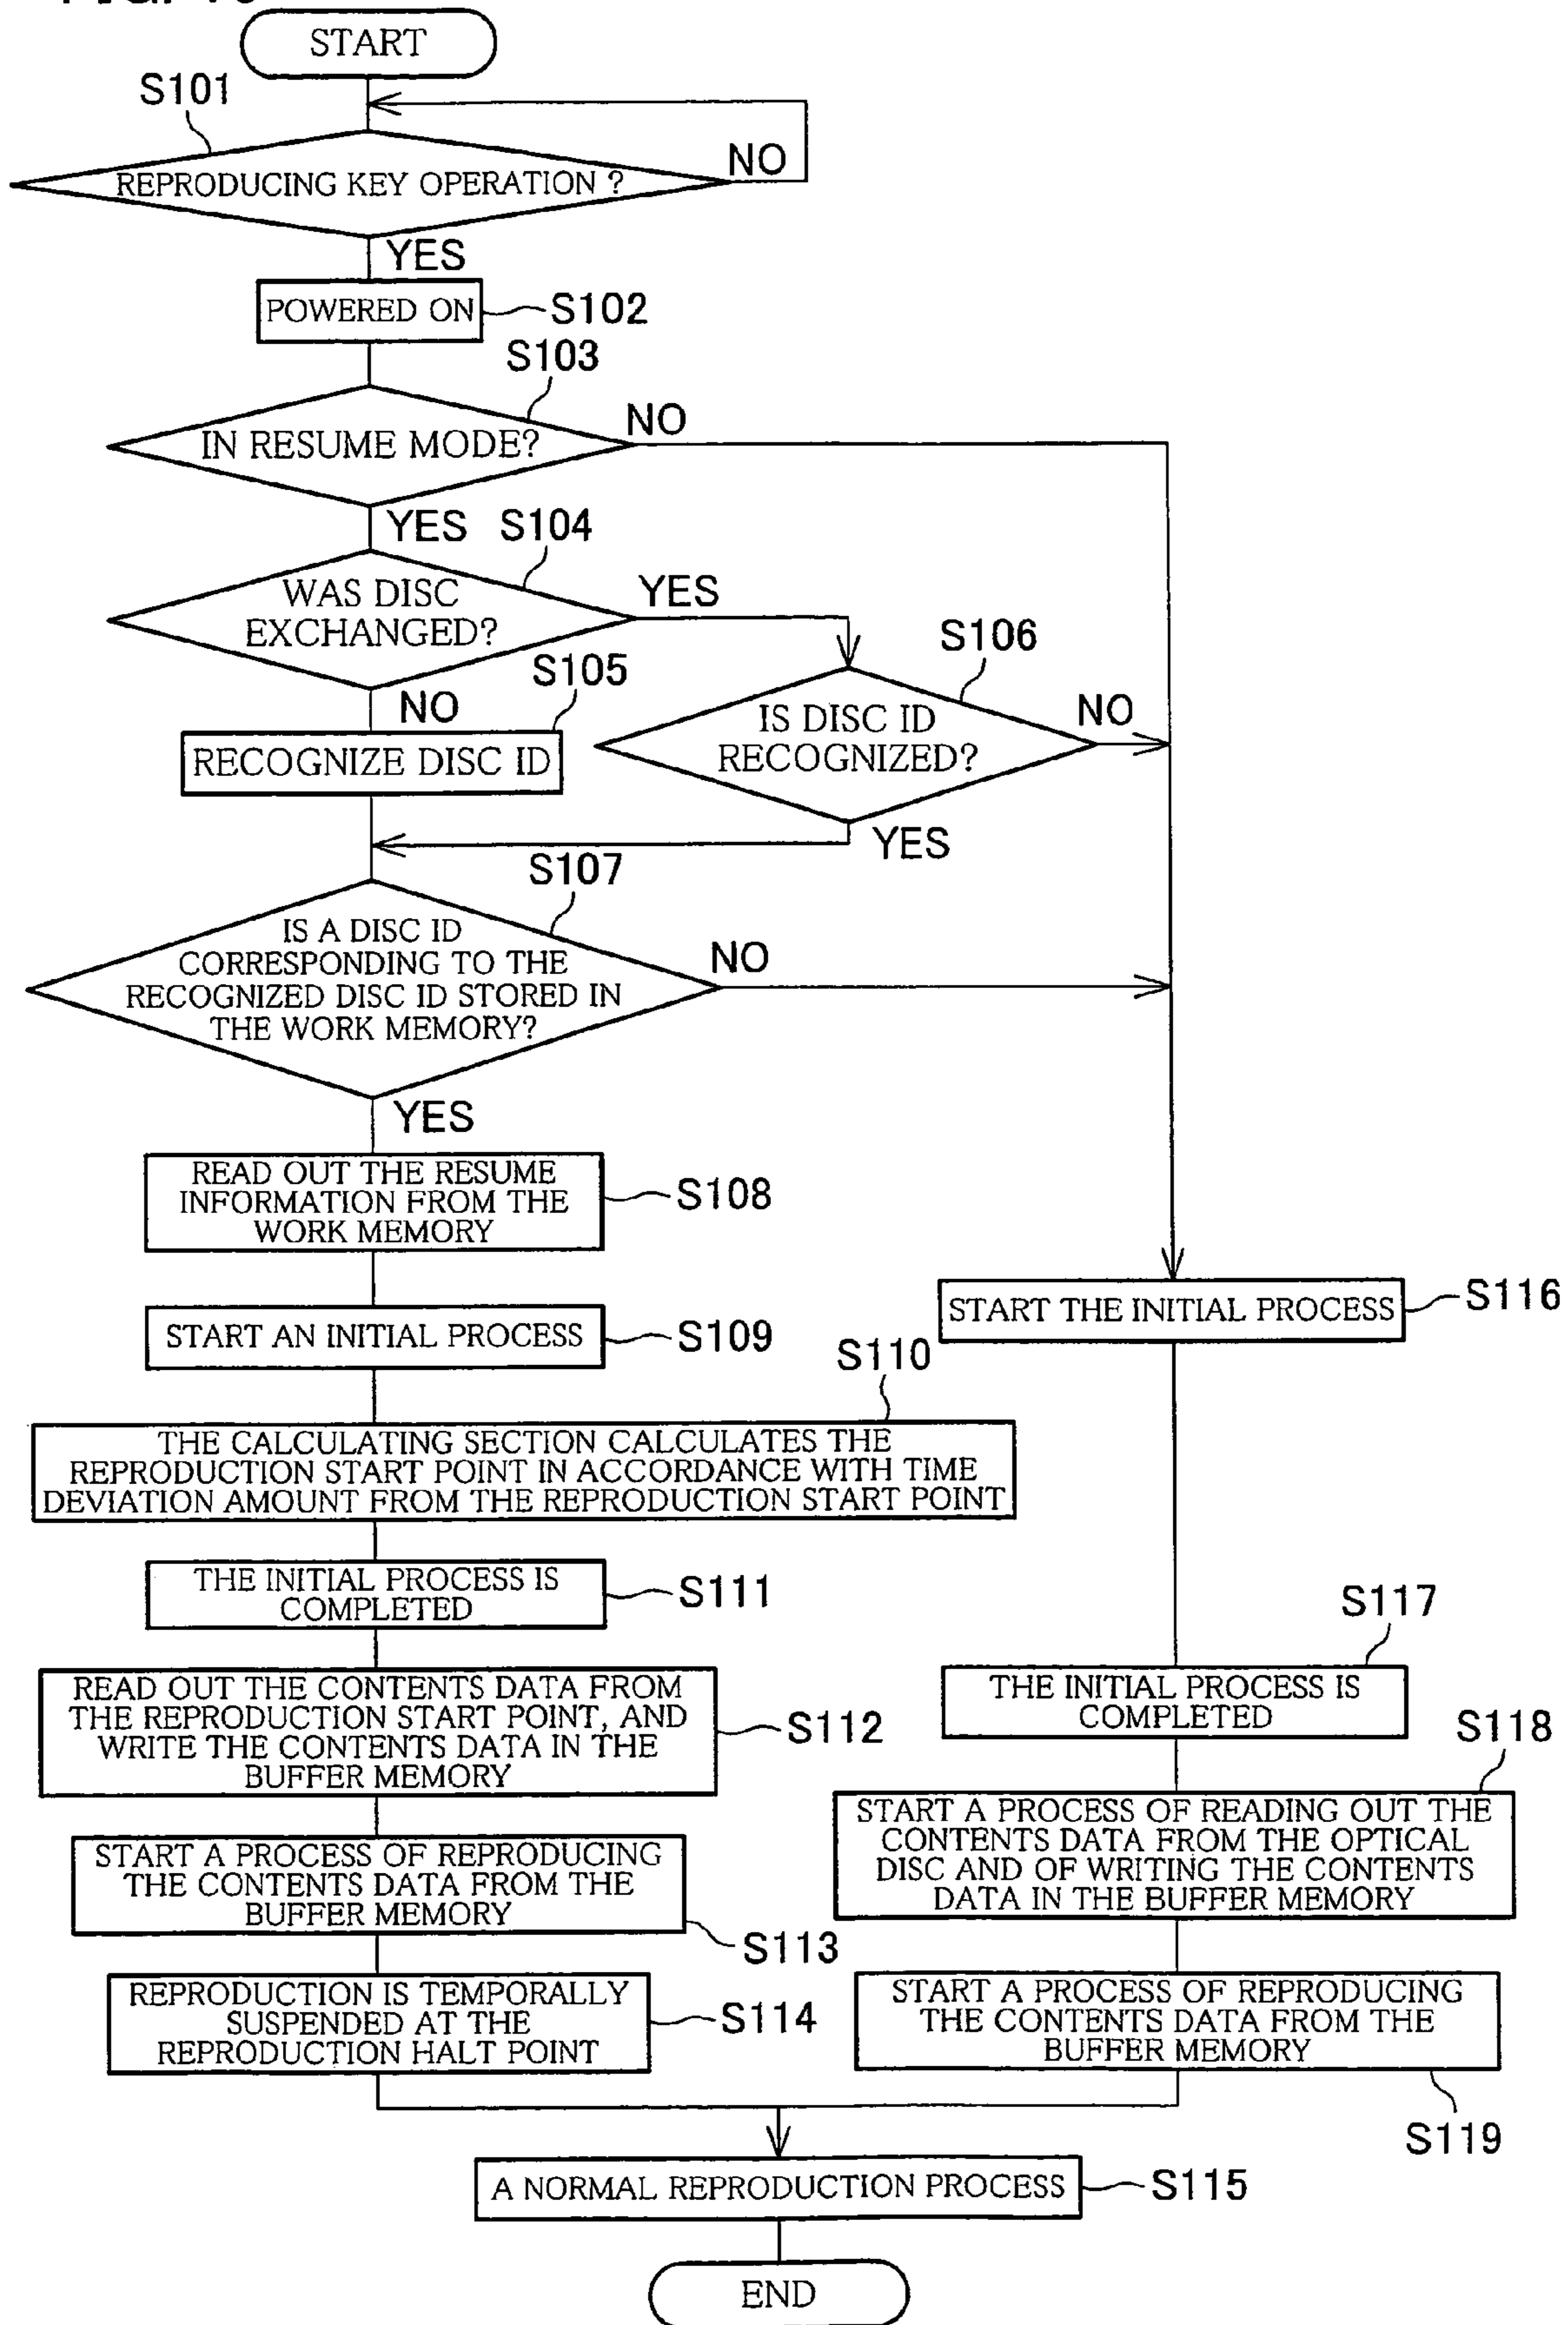 START
S101
REPRODUCING KEY OPERATION ?
NO
YES
POWERED ON
S102
S103
IN RESUME MODE?
NO
YES
S104
WAS DISC
EXCHANGED?
YES
S106
S105
NO
IS DISC ID
RECOGNIZED?
NO
RECOGNIZE DISC ID
YES
S107
IS A DISC ID
CORRESPONDING TO THE
RECOGNIZED DISC ID STORED IN
THE WORK MEMORY?
NO
YES
READ OUT THE RESUME
INFORMATION FROM THE
WORK MEMORY
S108
START THE INITIAL PROCESS
S116
START AN INITIAL PROCESS
S109
S110
THE CALCULATING SECTION CALCULATES THE
REPRODUCTION START POINT IN ACCORDANCE WITH TIME
DEVIATION AMOUNT FROM THE REPRODUCTION START POINT
THE INITIAL PROCESS IS
COMPLETED
S111
S117
THE INITIAL PROCESS IS
COMPLETED
READ OUT THE CONTENTS DATA FROM
THE REPRODUCTION START POINT, AND
WRITE THE CONTENTS DATA IN THE
BUFFER MEMORY
S112
S118
START A PROCESS OF READING OUT THE
CONTENTS DATA FROM THE OPTICAL
DISC AND OF WRITING THE CONTENTS
DATA IN THE BUFFER MEMORY
START A PROCESS OF REPRODUCING
THE CONTENTS DATA FROM THE
BUFFER MEMORY
S113
REPRODUCTION IS TEMPORALLY
SUSPENDED AT THE
REPRODUCTION HALT POINT
S114
START A PROCESS OF REPRODUCING
THE CONTENTS DATA FROM THE
BUFFER MEMORY
S119
A NORMAL REPRODUCTION PROCESS
S115
END